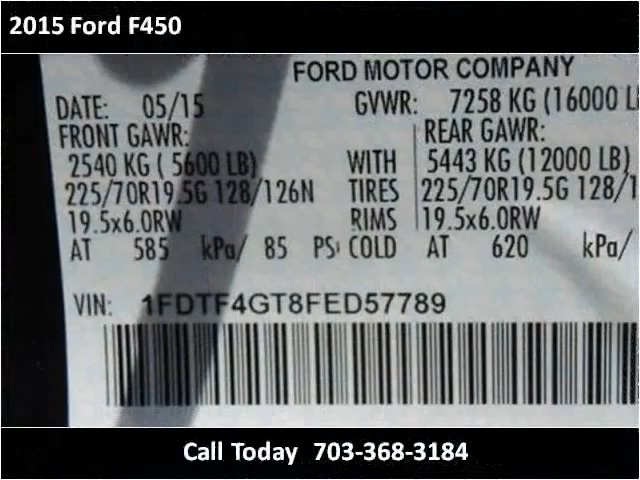 2015 Ford F450
FORD MOTOR COMPANY
DATE: 05/15 GVWR: 7258 KG (16000 L
FRONT GAWR: REAR GAWR:
2540 KG ( 5600 LB) WITH 5443 KG (12000 LB)
225/70R19.5G 128/126N TIRES 225/70R19.5G 128/1
19.5x6.0RW RIMS 19.5x6.0RW
AT 585 kPa/ 85 PSI COLD AT 620 kPa/
VIN: 1FDTF4GT8FED57789
Call Today 703-368-3184